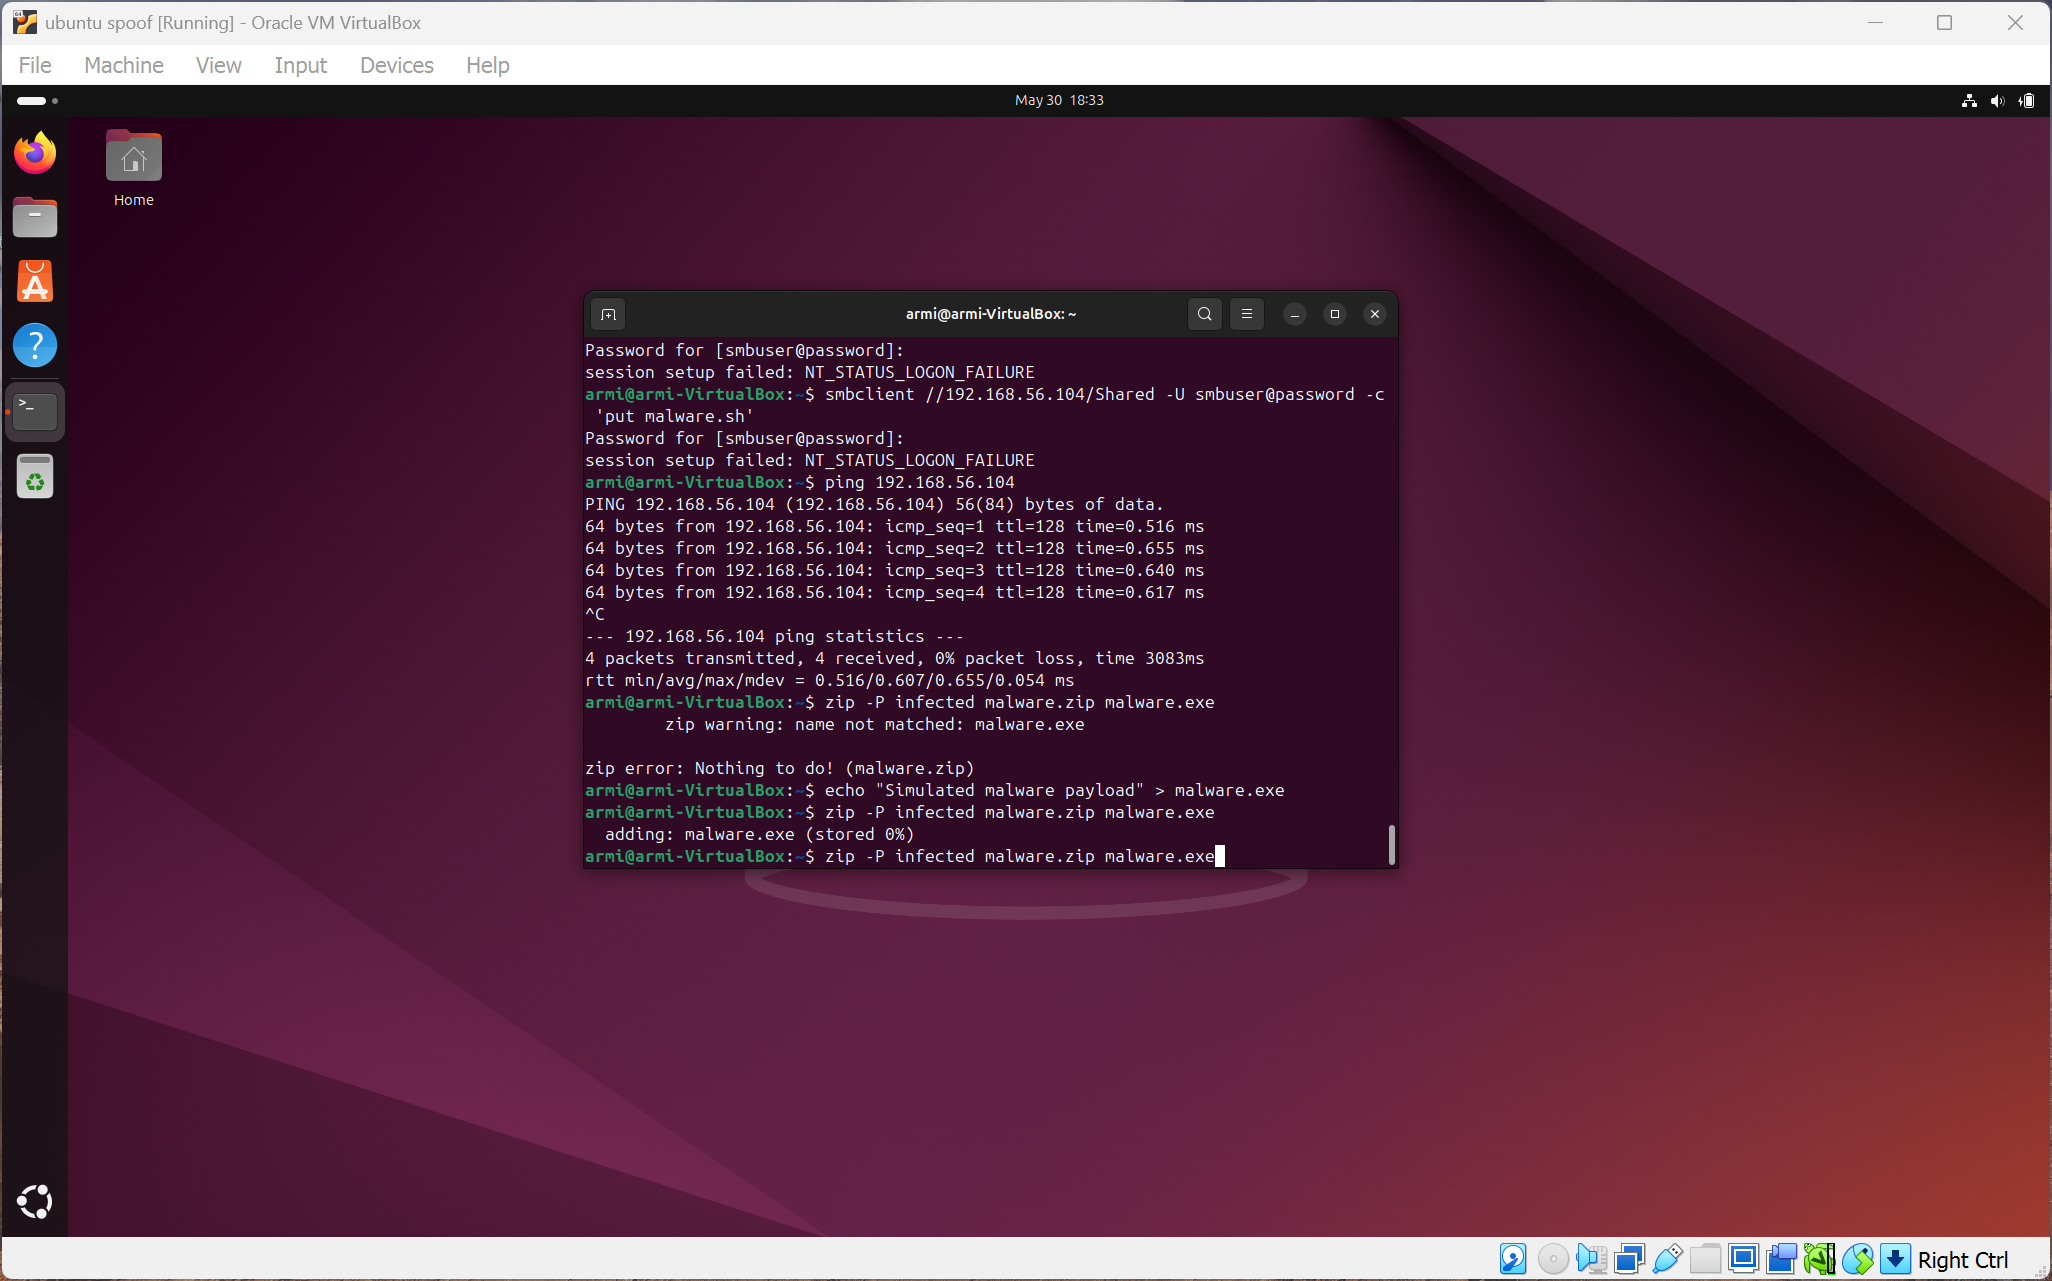 ubuntu spoof [Running] - Oracle VM VirtualBox
File Machine View Input Devices Help
May 30 18:33
Home
armi@armi-VirtualBox: ~
Password for [smbuser@password]:
session setup failed: NT_STATUS_LOGON_FAILURE
armi@armi-VirtualBox:~$ smbclient //192.168.56.104/Shared -U smbuser@password -c
'put malware.sh'
Password for [smbuser@password]:
session setup failed: NT_STATUS_LOGON_FAILURE
armi@armi-VirtualBox:~$ ping 192.168.56.104
PING 192.168.56.104 (192.168.56.104) 56(84) bytes of data.
64 bytes from 192.168.56.104: icmp_seq=1 ttl=128 time=0.516 ms
64 bytes from 192.168.56.104: icmp_seq=2 ttl=128 time=0.655 ms
64 bytes from 192.168.56.104: icmp_seq=3 ttl=128 time=0.640 ms
64 bytes from 192.168.56.104: icmp_seq=4 ttl=128 time=0.617 ms
^C
--- 192.168.56.104 ping statistics ---
4 packets transmitted, 4 received, 0% packet loss, time 3083ms
rtt min/avg/max/mdev = 0.516/0.607/0.655/0.054 ms
armi@armi-VirtualBox:~$ zip -P infected malware.zip malware.exe
zip warning: name not matched: malware.exe
zip error: Nothing to do! (malware.zip)
armi@armi-VirtualBox:~$ echo "Simulated malware payload" > malware.exe
armi@armi-VirtualBox:~$ zip -P infected malware.zip malware.exe
adding: malware.exe (stored 0%)
armi@armi-VirtualBox:~$ zip -P infected malware.zip malware.exe
Right Ctrl